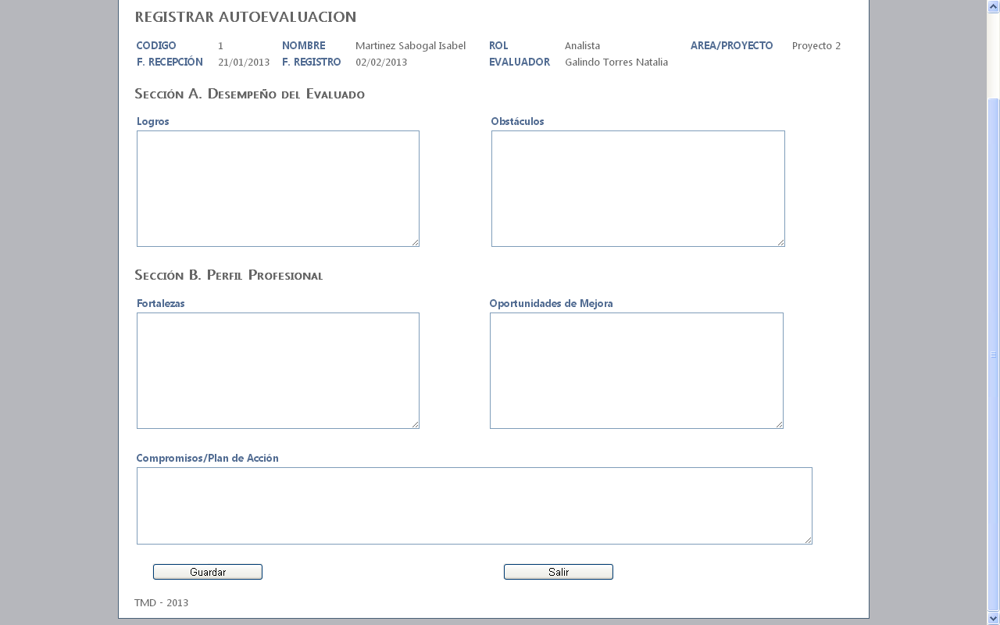 REGISTRAR AUTOEVALUACION
CODIGO 1 NOMBRE Martinez Sabogal Isabel ROL Analista AREA/PROYECTO Proyecto 2
F. RECEPCIÓN 21/01/2013 F. REGISTRO 02/02/2013 EVALUADOR Galindo Torres Natalia
Sección A. Desempeño del Evaluado
Logros Obstáculos
Sección B. Perfil Profesional
Fortalezas Oportunidades de Mejora
Compromisos/Plan de Acción
Guardar Salir
TMD - 2013